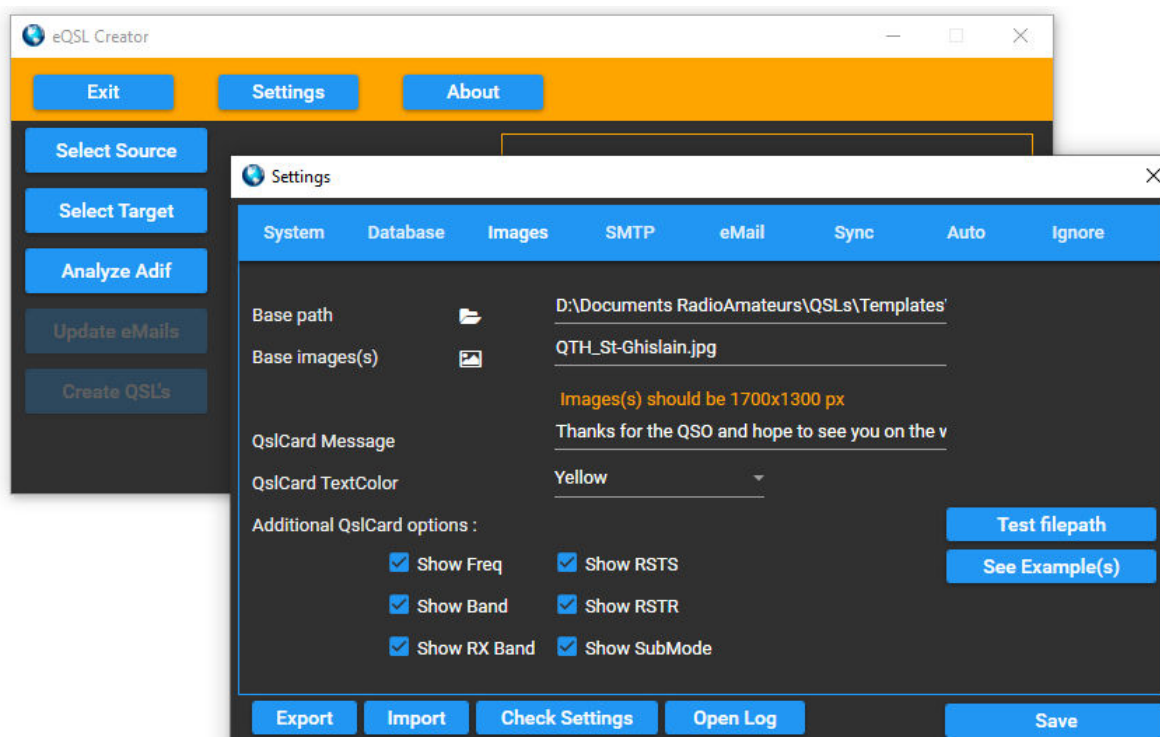 eQSL Creator
Exit Settings About
Select Source
Select Target
Analyze Adif
Update eMails
Create QSL's
Settings
System Database Images SMTP eMail Sync Auto Ignore
Base path D:\Documents RadioAmateurs\QSLs\Templates\
Base images(s) QTH_St-Ghislain.jpg
Images(s) should be 1700x1300 px
QslCard Message Thanks for the QSO and hope to see you on the w
QslCard TextColor Yellow
Additional QslCard options :
Test filepath
See Example(s)
Show Freq Show RSTS
Show Band Show RSTR
Show RX Band Show SubMode
Export Import Check Settings Open Log Save